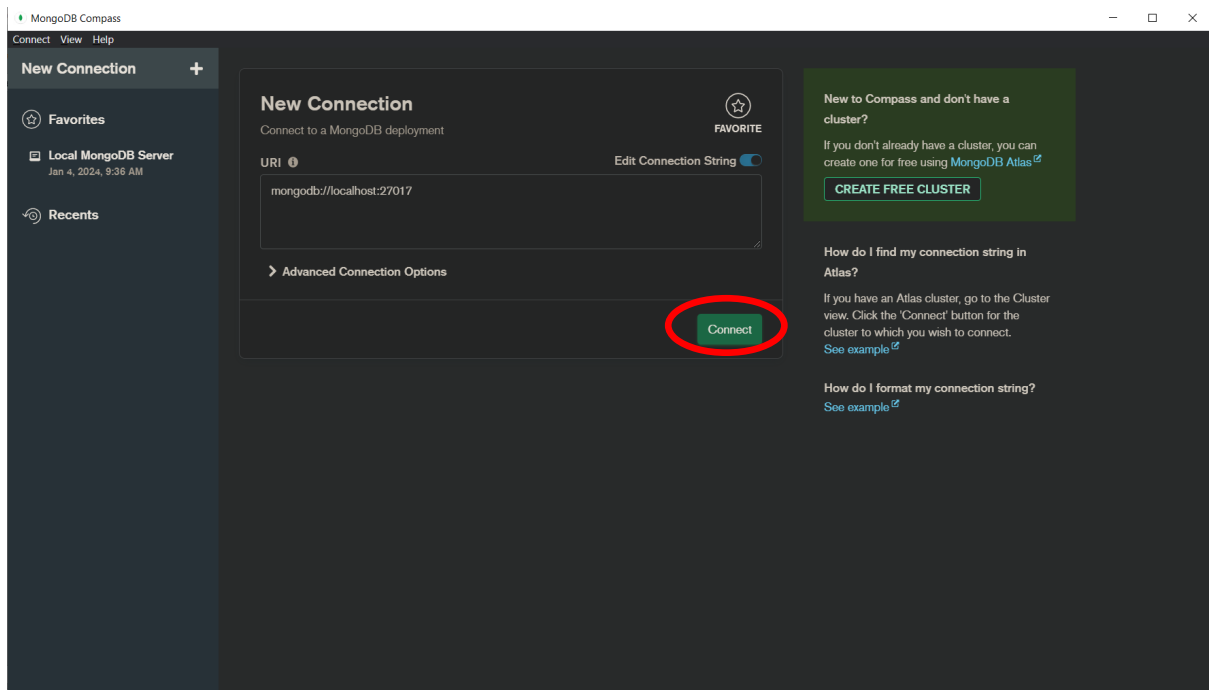 MongoDB Compass
Connect View Help
New Connection
Favorites
Local MongoDB Server
Jan 4, 2024, 9:36 AM
Recents
New Connection
Connect to a MongoDB deployment
FAVORITE
URI
Edit Connection String
mongodb://localhost:27017
Advanced Connection Options
Connect
New to Compass and don't have a
cluster?
If you don't already have a cluster, you can
create one for free using MongoDB Atlas
CREATE FREE CLUSTER
How do I find my connection string in
Atlas?
If you have an Atlas cluster, go to the Cluster
view. Click the 'Connect' button for the
cluster to which you wish to connect.
See example
How do I format my connection string?
See example